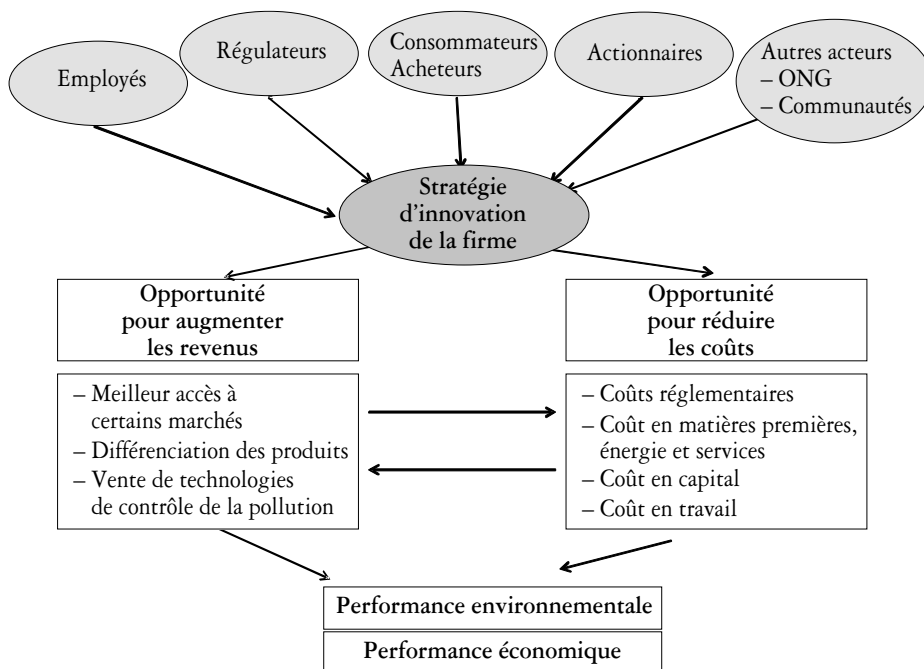 Employés
Régulateurs
Consommateurs
Acheteurs
Actionnaires
Autres acteurs
– ONG
– Communautés
Stratégie
d’innovation
de la firme
Opportunité
pour augmenter
les revenus
Opportunité
pour réduire
les coûts
– Meilleur accès à
certains marchés
– Différenciation des produits
– Vente de technologies
de contrôle de la pollution
– Coûts réglementaires
– Coût en matières premières,
énergie et services
– Coût en capital
– Coût en travail
Performance environnementale
Performance économique